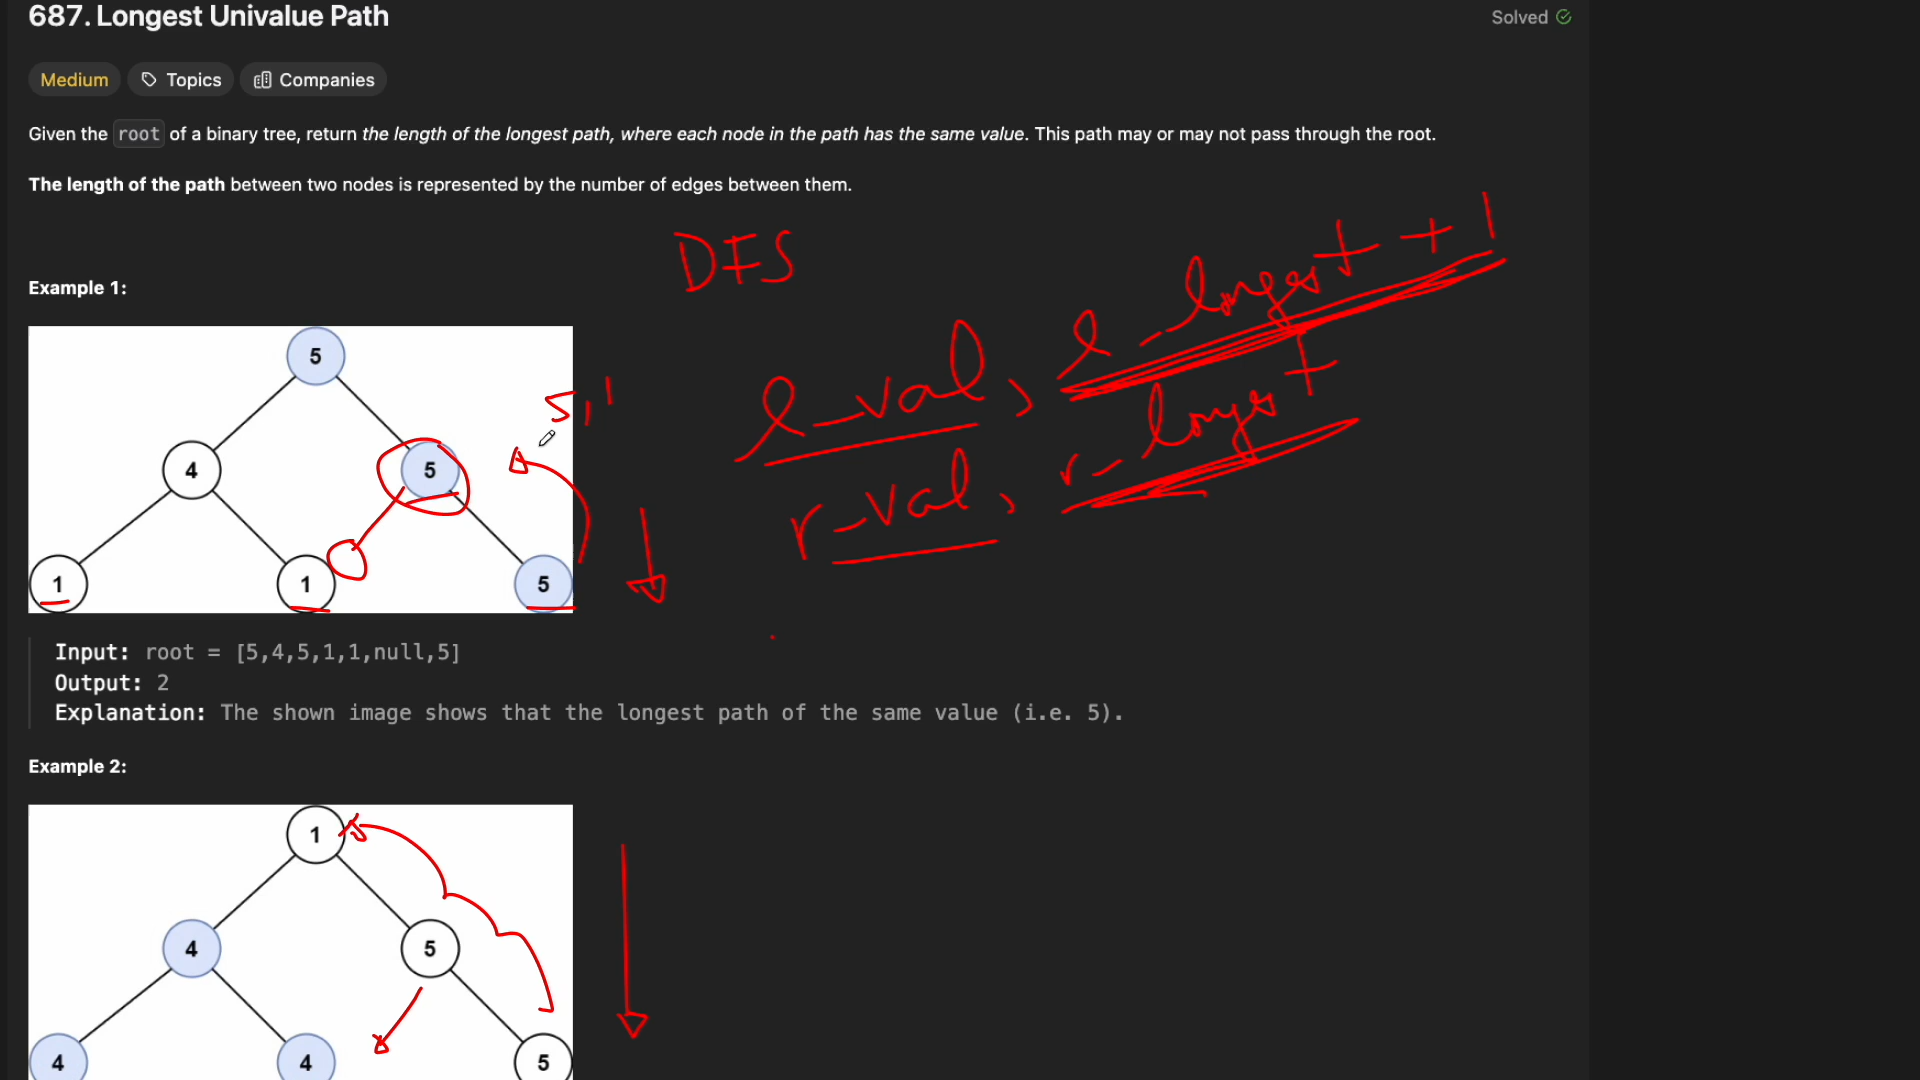 687. Longest Univalue Path
Solved
Medium
Topics
Companies
Given the root of a binary tree, return the length of the longest path, where each node in the path has the same value. This path may or may not pass through the root.
The length of the path between two nodes is represented by the number of edges between them.
DFS
l-val, l-longest + 1
r-val, r-longest
Example 1:
5
5,1
4
5
1
1
5
Input: root = [5,4,5,1,1,null,5]
Output: 2
Explanation: The shown image shows that the longest path of the same value (i.e. 5).
Example 2:
1
4
5
4
4
5